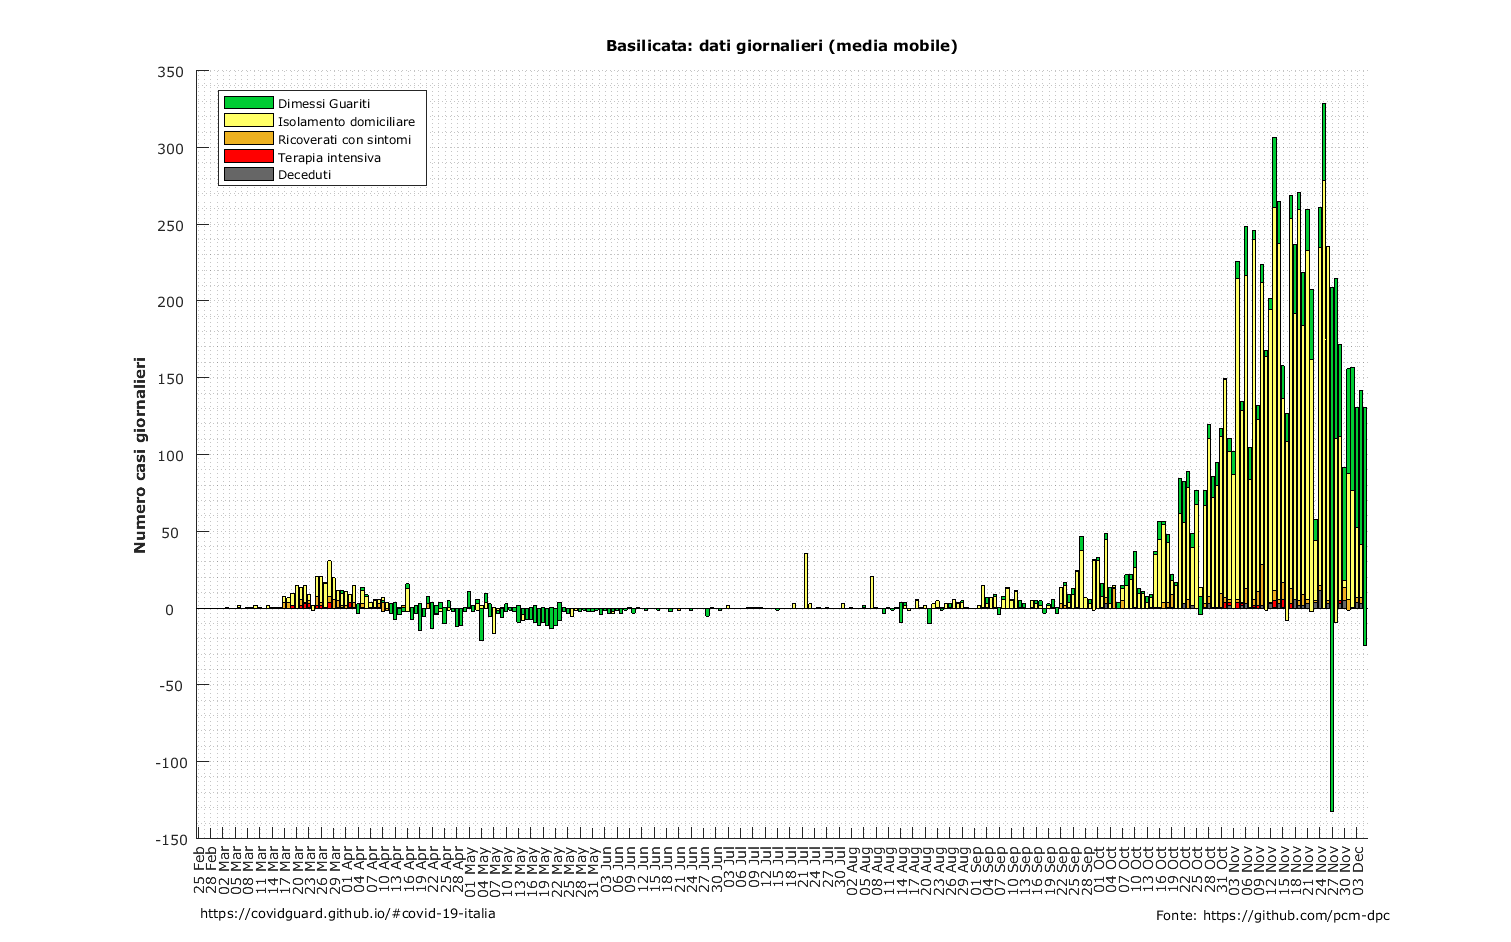 Basilicata: dati giornalieri (media mobile)
350
300
250
200
150
100
50
0
-50
-100
-150
Numero casi giornalieri
Dimessi Guariti
Isolamento domiciliare
Ricoverati con sintomi
Terapia intensiva
Deceduti
25 Feb
28 Feb
02 Mar
05 Mar
08 Mar
11 Mar
14 Mar
17 Mar
20 Mar
23 Mar
26 Mar
29 Mar
01 Apr
04 Apr
07 Apr
10 Apr
13 Apr
16 Apr
19 Apr
22 Apr
25 Apr
28 Apr
01 May
04 May
07 May
10 May
13 May
16 May
19 May
22 May
25 May
28 May
31 May
03 Jun
06 Jun
09 Jun
12 Jun
15 Jun
18 Jun
21 Jun
24 Jun
27 Jun
30 Jun
03 Jul
06 Jul
09 Jul
12 Jul
15 Jul
18 Jul
21 Jul
24 Jul
27 Jul
30 Jul
02 Aug
05 Aug
08 Aug
11 Aug
14 Aug
17 Aug
20 Aug
23 Aug
26 Aug
29 Aug
01 Sep
04 Sep
07 Sep
10 Sep
13 Sep
16 Sep
19 Sep
22 Sep
25 Sep
28 Sep
01 Oct
04 Oct
07 Oct
10 Oct
13 Oct
16 Oct
19 Oct
22 Oct
25 Oct
28 Oct
31 Oct
03 Nov
06 Nov
09 Nov
12 Nov
15 Nov
18 Nov
21 Nov
24 Nov
27 Nov
30 Nov
03 Dec
https://covidguard.github.io/#covid-19-italia
Fonte: https://github.com/pcm-dpc